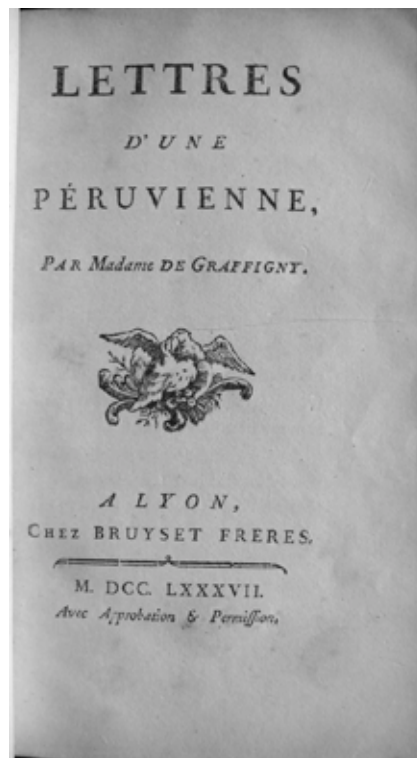 LETTRES
D'UNE
PÉRUVIENNE,
PAR Madame DE GRAFFIGNY.
A LYON,
CHEZ BRUYSET FRERES.
M. DCC. LXXXVII.
Avec Approbation & Permission.